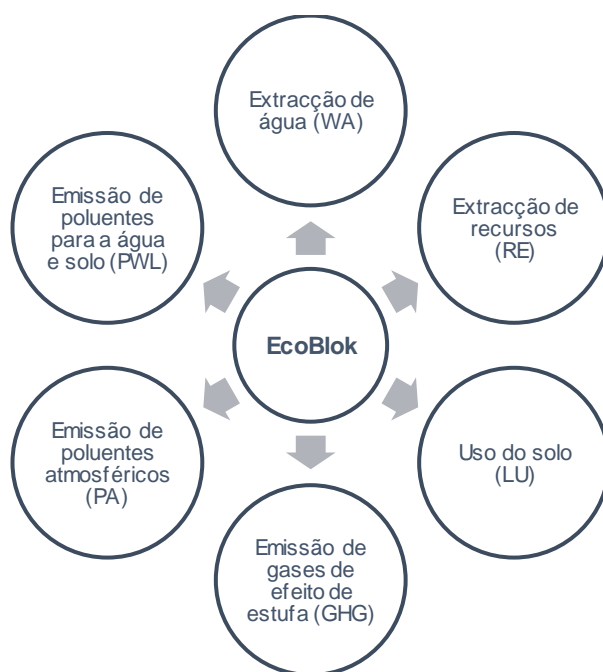 Extracção de
água (WA)
Emissão de
poluentes
para a água
e solo (PWL)
Extracção de
recursos
(RE)
EcoBlok
Emissão de
poluentes
atmosféricos
(PA)
Uso do solo
(LU)
Emissão de
gases de
efeito de
estufa (GHG)